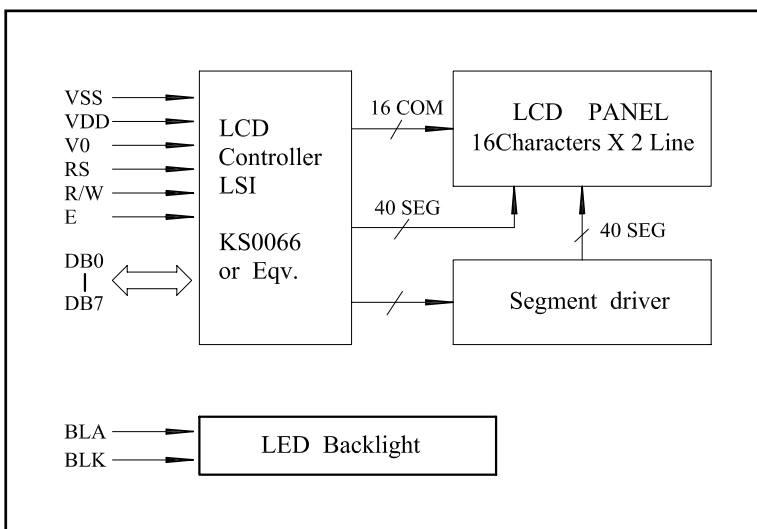 VSS
VDD
V0
RS
R/W
E
DB0
DB7
LCD
Controller
LSI
KS0066
or Eqv.
16 COM
40 SEG
LCD PANEL
16Characters X 2 Line
40 SEG
Segment driver
BLA
BLK
LED Backlight